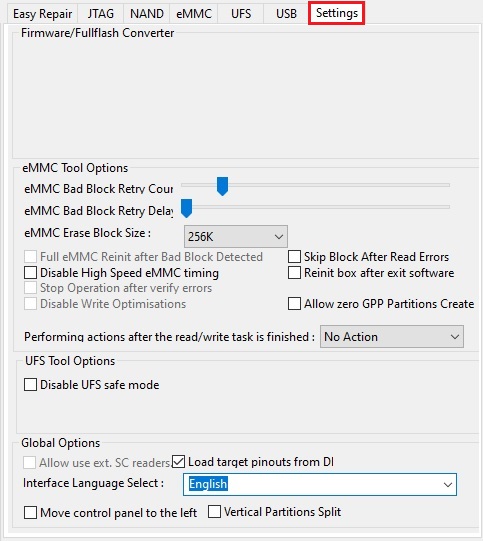 Easy Repair JTAG NAND eMMC UFS USB Settings
Firmware/Fullflash Converter
eMMC Tool Options
eMMC Bad Block Retry Cour
eMMC Bad Block Retry Delay
eMMC Erase Block Size : 256K
Full eMMC Reinit after Bad Block Detected Skip Block After Read Errors
Disable High Speed eMMC timing Reinit box after exit software
Stop Operation after verify errors
Disable Write Optimisations Allow zero GPP Partitions Create
Performing actions after the read/write task is finished : No Action
UFS Tool Options
Disable UFS safe mode
Global Options
Allow use ext. SC readers. Load target pinouts from DI
Interface Language Select : English
Move control panel to the left Vertical Partitions Split